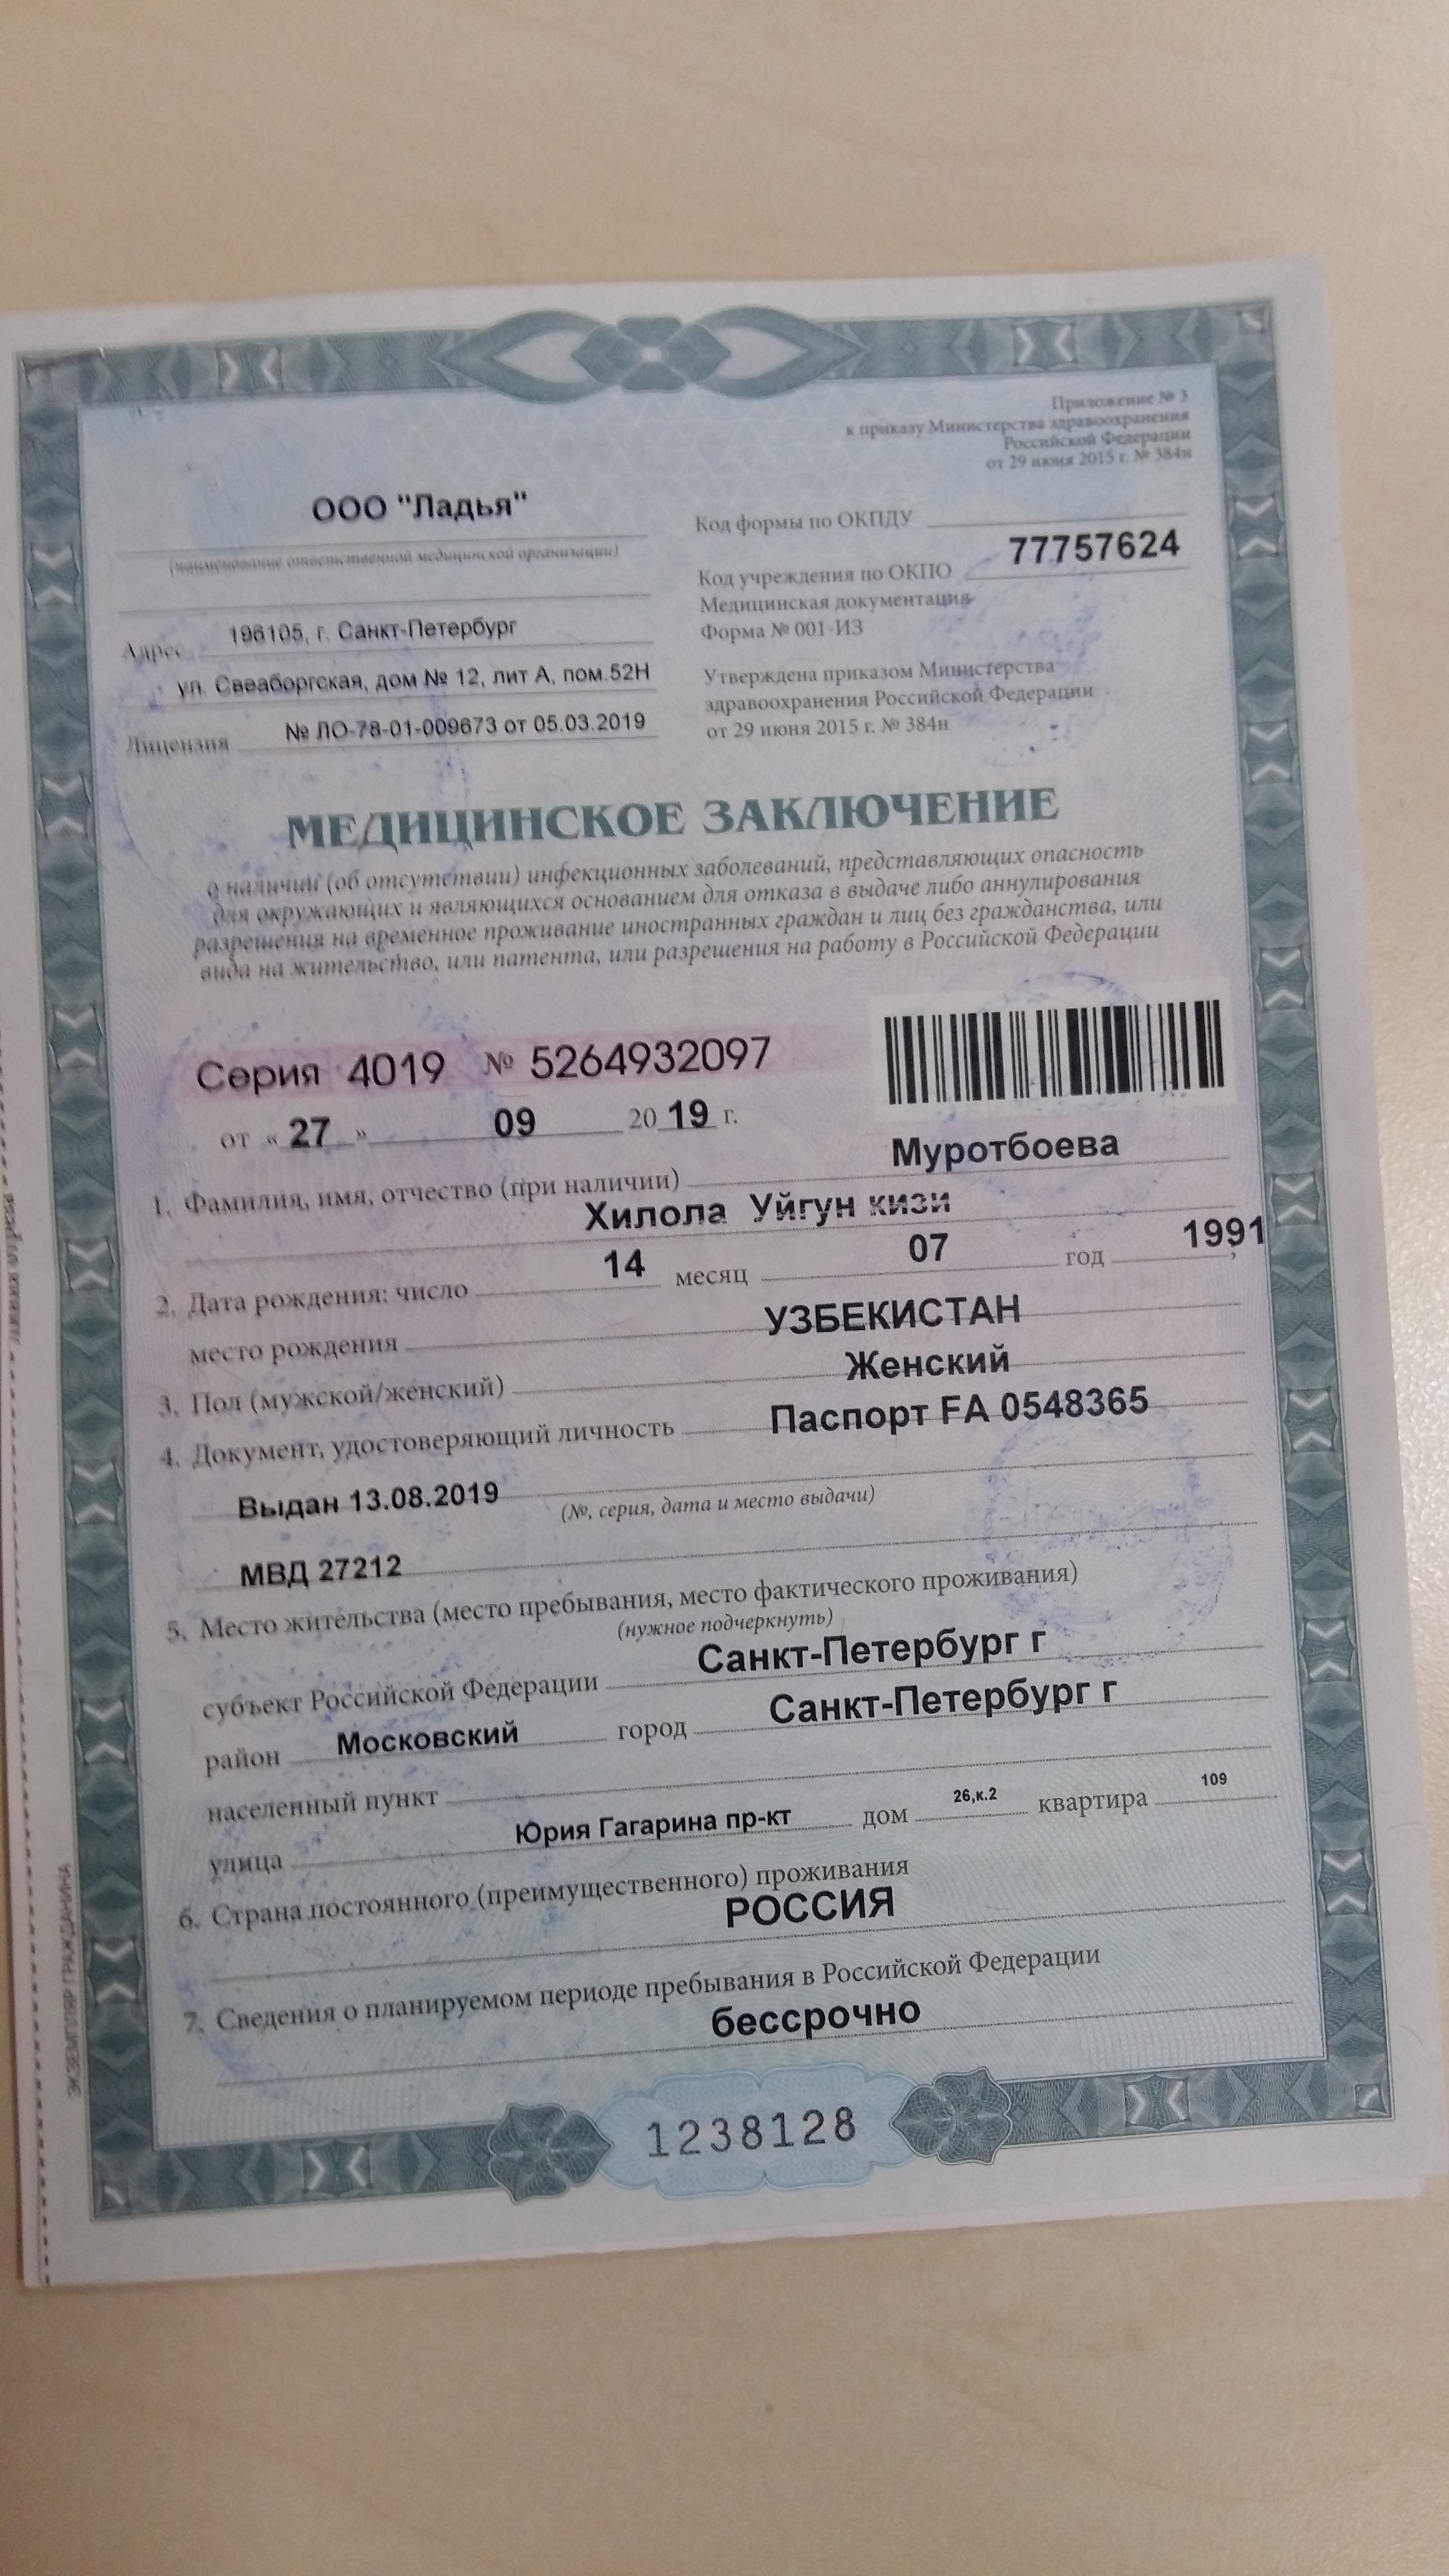 Приложение № 3
к приказу Министерства здравоохранения
Российской Федерации
от 29 июня 2015 г. № 384н
ООО "Ладья"
(наименование ответственной медицинской организации)
Адрес 196105, г. Санкт-Петербург
ул. Свеаборгская, дом № 12, лит А, пом.52Н
Лицензия № ЛО-78-01-009673 от 05.03.2019
Код формы по ОКПДУ
Код учреждения по ОКПО 77757624
Медицинская документация
Форма № 001-ИЗ
Утверждена приказом Министерства
здравоохранения Российской Федерации
от 29 июня 2015 г. № 384н
МЕДИЦИНСКОЕ ЗАКЛЮЧЕНИЕ
о наличии (об отсутствии) инфекционных заболеваний, представляющих опасность
для окружающих и являющихся основанием для отказа в выдаче либо аннулирования
разрешения на временное проживание иностранных граждан и лиц без гражданства, или
вида на жительство, или патента, или разрешения на работу в Российской Федерации
Серия 4019 № 5264932097
от « 27 » 09 20 19 г.
1. Фамилия, имя, отчество (при наличии) Муротбоева
Хилола Уйгун кизи
2. Дата рождения: число 14 месяц 07 год 1991 ,
место рождения УЗБЕКИСТАН
3. Пол (мужской/женский) Женский
4. Документ, удостоверяющий личность Паспорт FA 0548365
Выдан 13.08.2019
(№, серия, дата и место выдачи)
МВД 27212
5. Место жительства (место пребывания, место фактического проживания)
(нужное подчеркнуть)
субъект Российской Федерации Санкт-Петербург г
район Московский город Санкт-Петербург г
населенный пункт
улица Юрия Гагарина пр-кт дом 26,к.2 квартира 109
6. Страна постоянного (преимущественного) проживания
РОССИЯ
7. Сведения о планируемом периоде пребывания в Российской Федерации
бессрочно
1238128
ЭКЗЕМПЛЯР ГРАЖДАНИНА